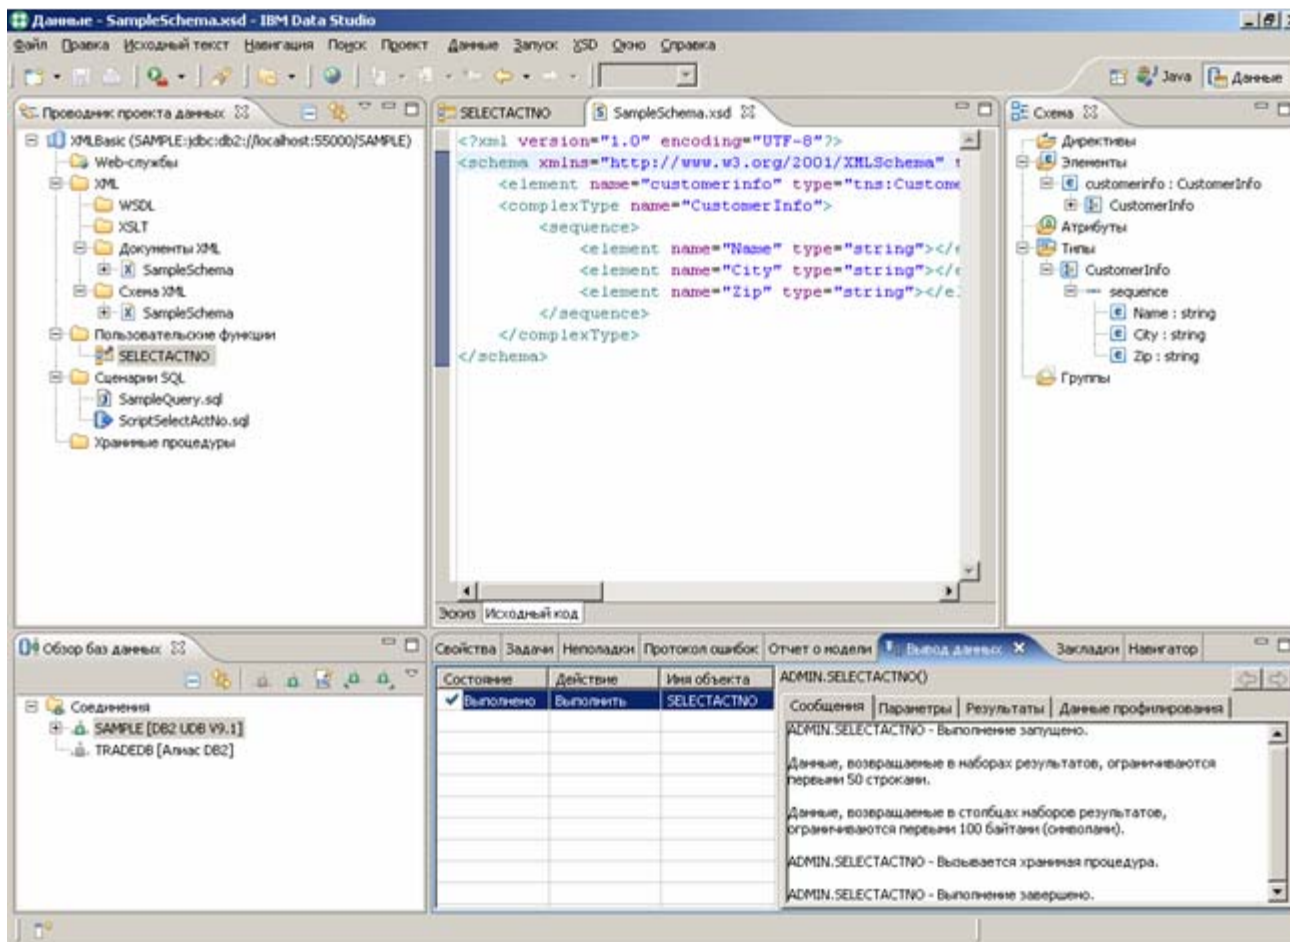 Данные - SampleSchema.xsd - IBM Data Studio
Файл Правка Исходный текст Навигация Поиск Проект Данные Запуск XSD Окно Справка
Java Данные
Проводник проекта данных
XMLBasic (SAMPLE:jdbc:db2://localhost:55000/SAMPLE)
Web-службы
XML
WSDL
XSLT
Документы XML
SampleSchema
Схема XML
SampleSchema
Пользовательские функции
SELECTACTNO
Сценарии SQL
SampleQuery.sql
ScriptSelectActNo.sql
Хранимые процедуры
SELECTACTNO SampleSchema.xsd
<?xml version="1.0" encoding="UTF-8"?>
<schema xmlns="http://www.w3.org/2001/XMLSchema" t
<element name="customerinfo" type="tns:Custome
<complexType name="CustomerInfo">
<sequence>
<element name="Name" type="string"></e
<element name="City" type="string"></e
<element name="Zip" type="string"></el
</sequence>
</complexType>
</schema>
Эскиз Исходный код
Схема
Директивы
Элементы
customerinfo : CustomerInfo
CustomerInfo
Атрибуты
Типы
CustomerInfo
sequence
Name : string
City : string
Zip : string
Группы
Обзор баз данных
Соединения
SAMPLE [DB2 UDB V9.1]
TRADEDB [Алиас DB2]
Свойства Задачи Неполадки Протокол ошибок Отчет о модели Вывод данных Закладки Навигатор
Состояние Действие Имя объекта
Выполнено Выполнить SELECTACTNO
ADMIN.SELECTACTNO()
Сообщения Параметры Результаты Данные профилирования
ADMIN.SELECTACTNO - Выполнение запущено.
Данные, возвращаемые в наборах результатов, ограничиваются
первыми 50 строками.
Данные, возвращаемые в столбцах наборов результатов,
ограничиваются первыми 100 байтами (символами).
ADMIN.SELECTACTNO - Вызывается хранимая процедура.
ADMIN.SELECTACTNO - Выполнение завершено.